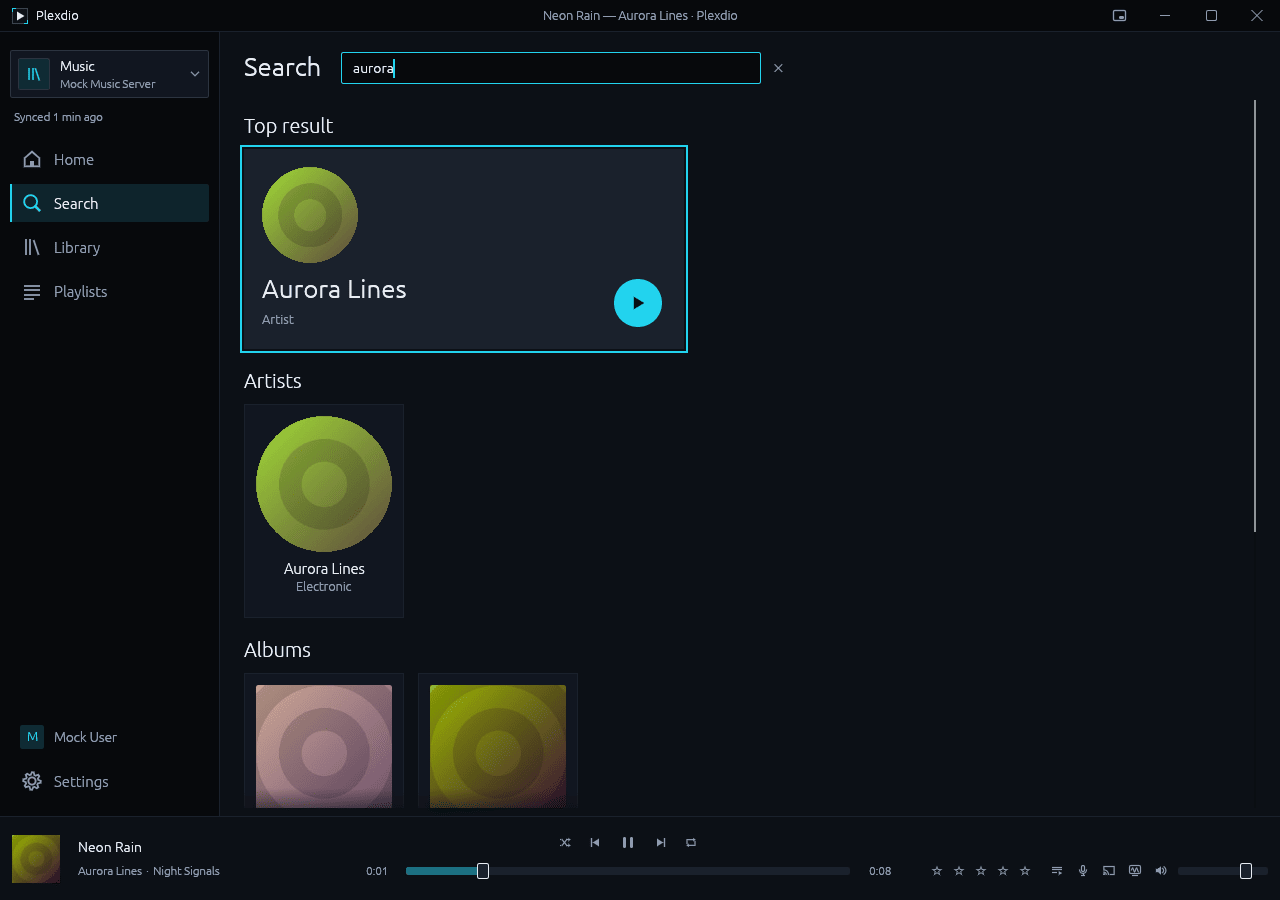 Plexdio
Neon Rain — Aurora Lines · Plexdio
Music
Mock Music Server
Synced 1 min ago
Home
Search
Library
Playlists
M
Mock User
Settings
Search
aurora
Top result
Aurora Lines
Artist
Artists
Aurora Lines
Electronic
Albums
Neon Rain
Aurora Lines · Night Signals
0:01
0:08